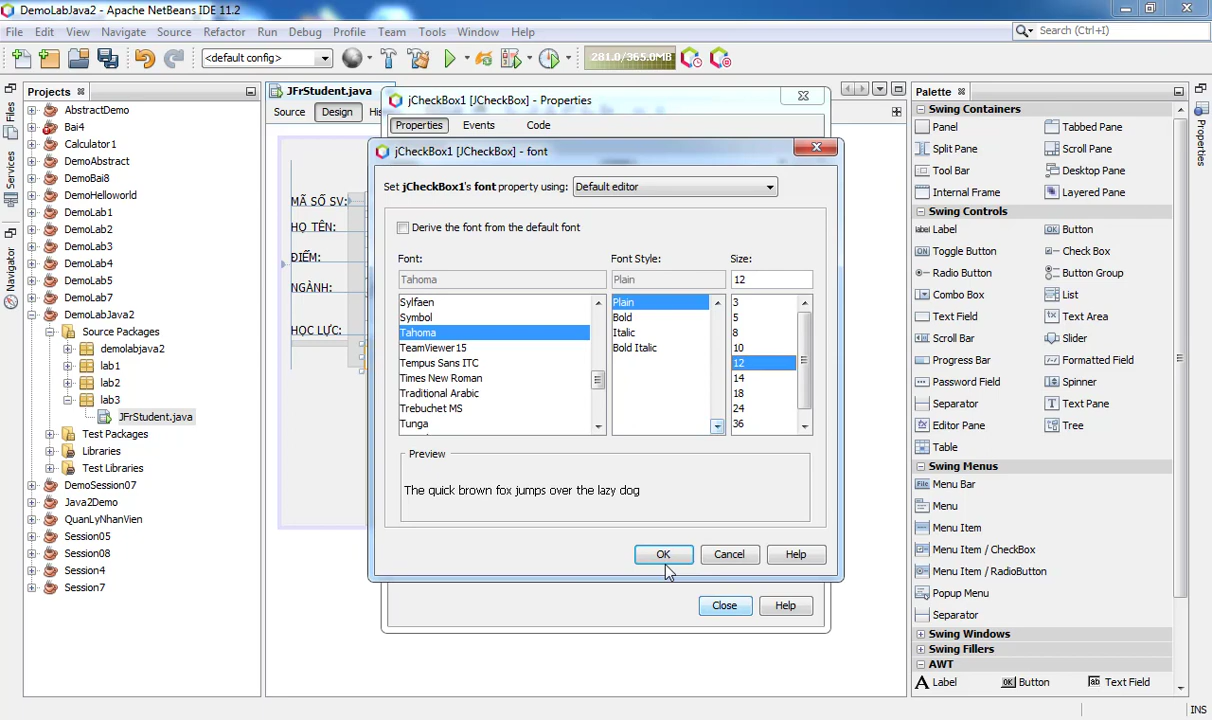 DemoLabJava2 - Apache NetBeans IDE 11.2
File Edit View Navigate Source Refactor Run Debug Profile Team Tools Window Help
Search (Ctrl+I)
<default config>
281.0/365.0MB
Projects
Files
Services
Navigator
AbstractDemo
Bai4
Calculator1
DemoAbstract
DemoBai8
DemoHelloworld
DemoLab1
DemoLab2
DemoLab3
DemoLab4
DemoLab5
DemoLab7
DemoLabJava2
Source Packages
demolabjava2
lab1
lab2
lab3
JFrStudent.java
Test Packages
Libraries
Test Libraries
DemoSession07
Java2Demo
QuanLyNhanVien
Session05
Session08
Session4
Session7
JFrStudent.java
Source Design
MÃ SỐ SV:
HỌ TÊN:
ĐIỂM:
NGÀNH:
HỌC LỰC:
jCheckBox1 [JCheckBox] - Properties
Properties Events Code
jCheckBox1 [JCheckBox] - font
Set jCheckBox1's font property using: Default editor
Derive the font from the default font
Font: Font Style: Size:
Tahoma Plain 12
Sylfaen
Symbol
Tahoma
TeamViewer15
Tempus Sans ITC
Times New Roman
Traditional Arabic
Trebuchet MS
Tunga
Plain
Bold
Italic
Bold Italic
3
5
8
10
12
14
18
24
36
Preview
The quick brown fox jumps over the lazy dog
OK Cancel Help
Close Help
Palette
Swing Containers
Panel Tabbed Pane
Split Pane Scroll Pane
Tool Bar Desktop Pane
Internal Frame Layered Pane
Swing Controls
label Label OK Button
Toggle Button Check Box
Radio Button Button Group
Combo Box List
Text Field Text Area
Scroll Bar Slider
Progress Bar Formatted Field
Password Field Spinner
Separator Text Pane
Editor Pane Tree
Table
Swing Menus
Menu Bar
Menu
Menu Item
Menu Item / CheckBox
Menu Item / RadioButton
Popup Menu
Separator
Swing Windows
Swing Fillers
AWT
A Label OK Button ab Text Field
Properties
INS